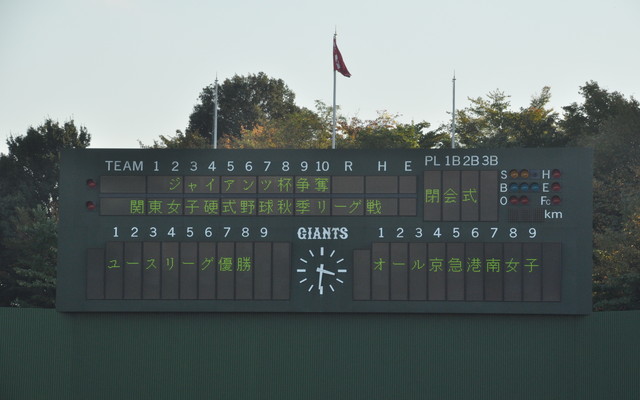 TEAM 1 2 3 4 5 6 7 8 9 10 R H E PL 1B 2B 3B
ジャイアンツ杯争奪
関東女子硬式野球秋季リーグ戦
閉会式
S H
B E
O Fc
km
GIANTS
1 2 3 4 5 6 7 8 9
1 2 3 4 5 6 7 8 9
ユースリーグ優勝
オール京急港南女子